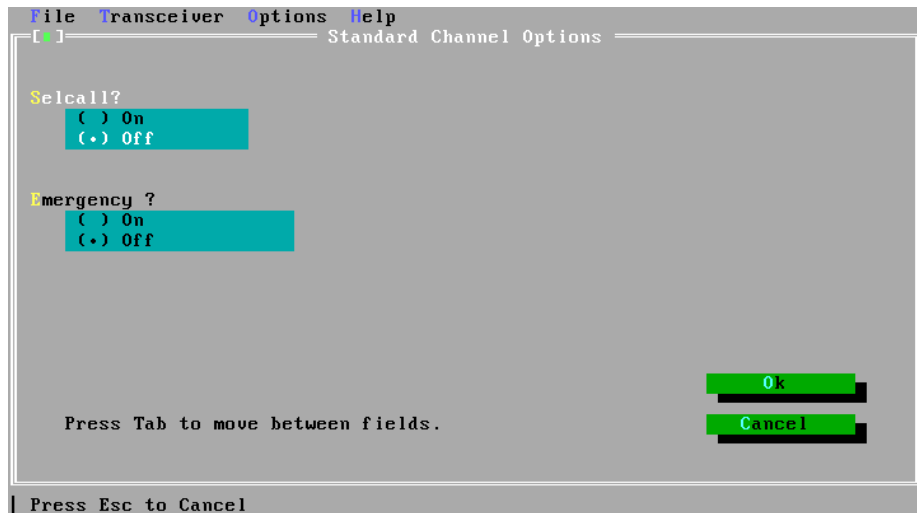 File Transceiver Options Help
[■] Standard Channel Options
Selcall?
( ) On
(•) Off
Emergency ?
( ) On
(•) Off
Ok
Press Tab to move between fields.
Cancel
Press Esc to Cancel